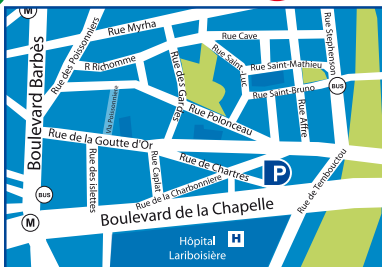 M
Rue Myrha
Rue Cave
Rue Stephenson
Rue des Poissonniers
R Richomme
Rue des Gardes
Rue Saint-Luc
Rue Saint-Mathieu
Boulevard Barbès
Rue Saint-Bruno
BUS
Rue Polonceau
Rue Affre
Rue de la Goutte d'Or
Rue des islettes
Rue Caplat
Rue de Chartres
P
BUS
Rue de la Charbonniere
Rue de Tembouctou
M
Boulevard de la Chapelle
Hôpital H
Lariboisière